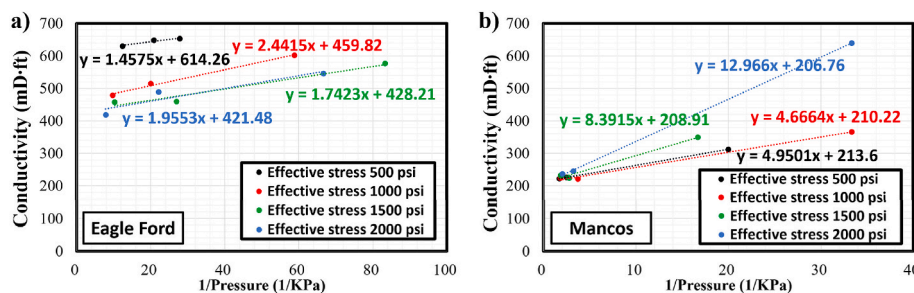 a)
Conductivity (mD·ft)
700
600
500
400
300
200
100
0
y = 1.4575x + 614.26
y = 2.4415x + 459.82
y = 1.7423x + 428.21
y = 1.9553x + 421.48
Eagle Ford
Effective stress 500 psi
Effective stress 1000 psi
Effective stress 1500 psi
Effective stress 2000 psi
0 20 40 60 80 100
1/Pressure (1/KPa)
b)
Conductivity (mD·ft)
700
600
500
400
300
200
100
0
y = 12.966x + 206.76
y = 8.3915x + 208.91
y = 4.6664x + 210.22
y = 4.9501x + 213.6
Mancos
Effective stress 500 psi
Effective stress 1000 psi
Effective stress 1500 psi
Effective stress 2000 psi
0 10 20 30 40
1/Pressure (1/KPa)